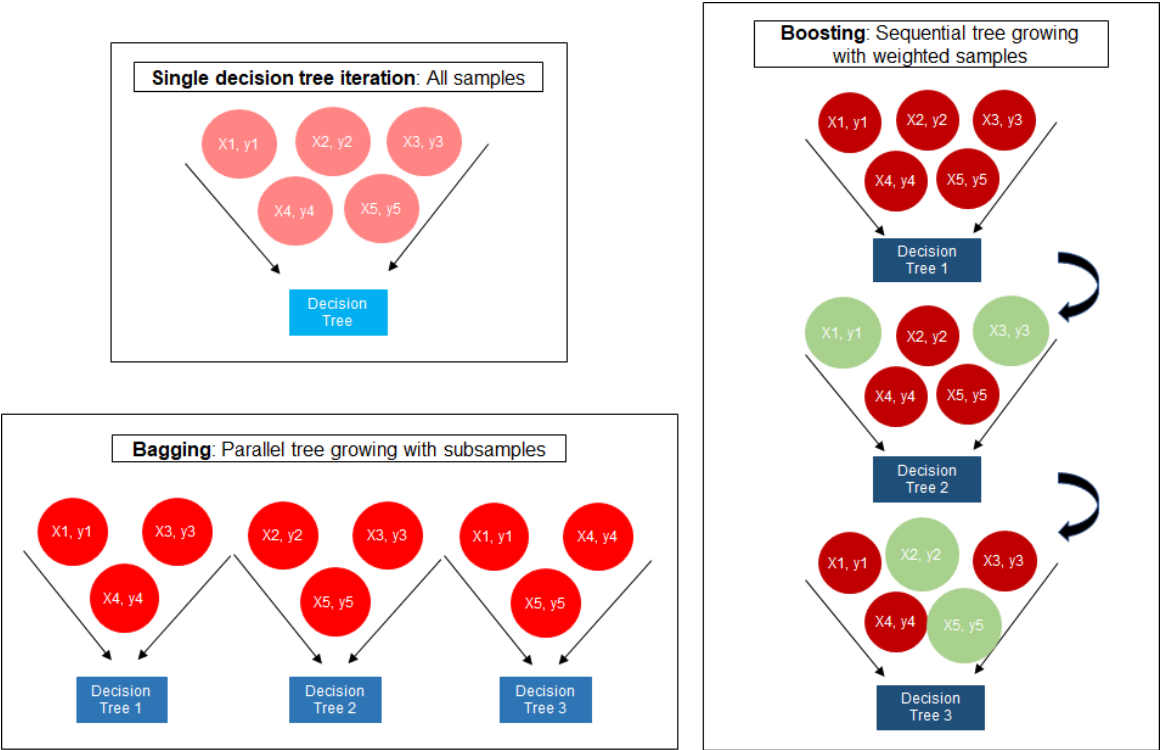 Single decision tree iteration: All samples
X1, y1
X2, y2
X3, y3
X4, y4
X5, y5
Decision
Tree
Bagging: Parallel tree growing with subsamples
X1, y1
X3, y3
X4, y4
Decision
Tree 1
X2, y2
X3, y3
X5, y5
Decision
Tree 2
X1, y1
X4, y4
X5, y5
Decision
Tree 3
Boosting: Sequential tree growing
with weighted samples
X1, y1
X2, y2
X3, y3
X4, y4
X5, y5
Decision
Tree 1
X1, y1
X2, y2
X3, y3
X4, y4
X5, y5
Decision
Tree 2
X1, y1
X2, y2
X3, y3
X4, y4
X5, y5
Decision
Tree 3